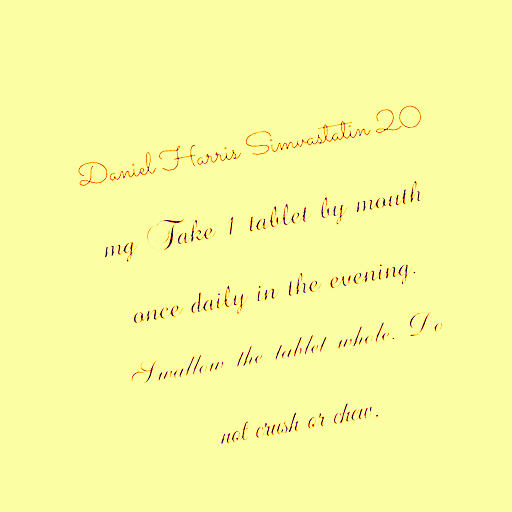 Daniel Harris Simvastatin 20
mg Take 1 tablet by mouth
once daily in the evening.
Swallow the tablet whole. Do
not crush or chew.